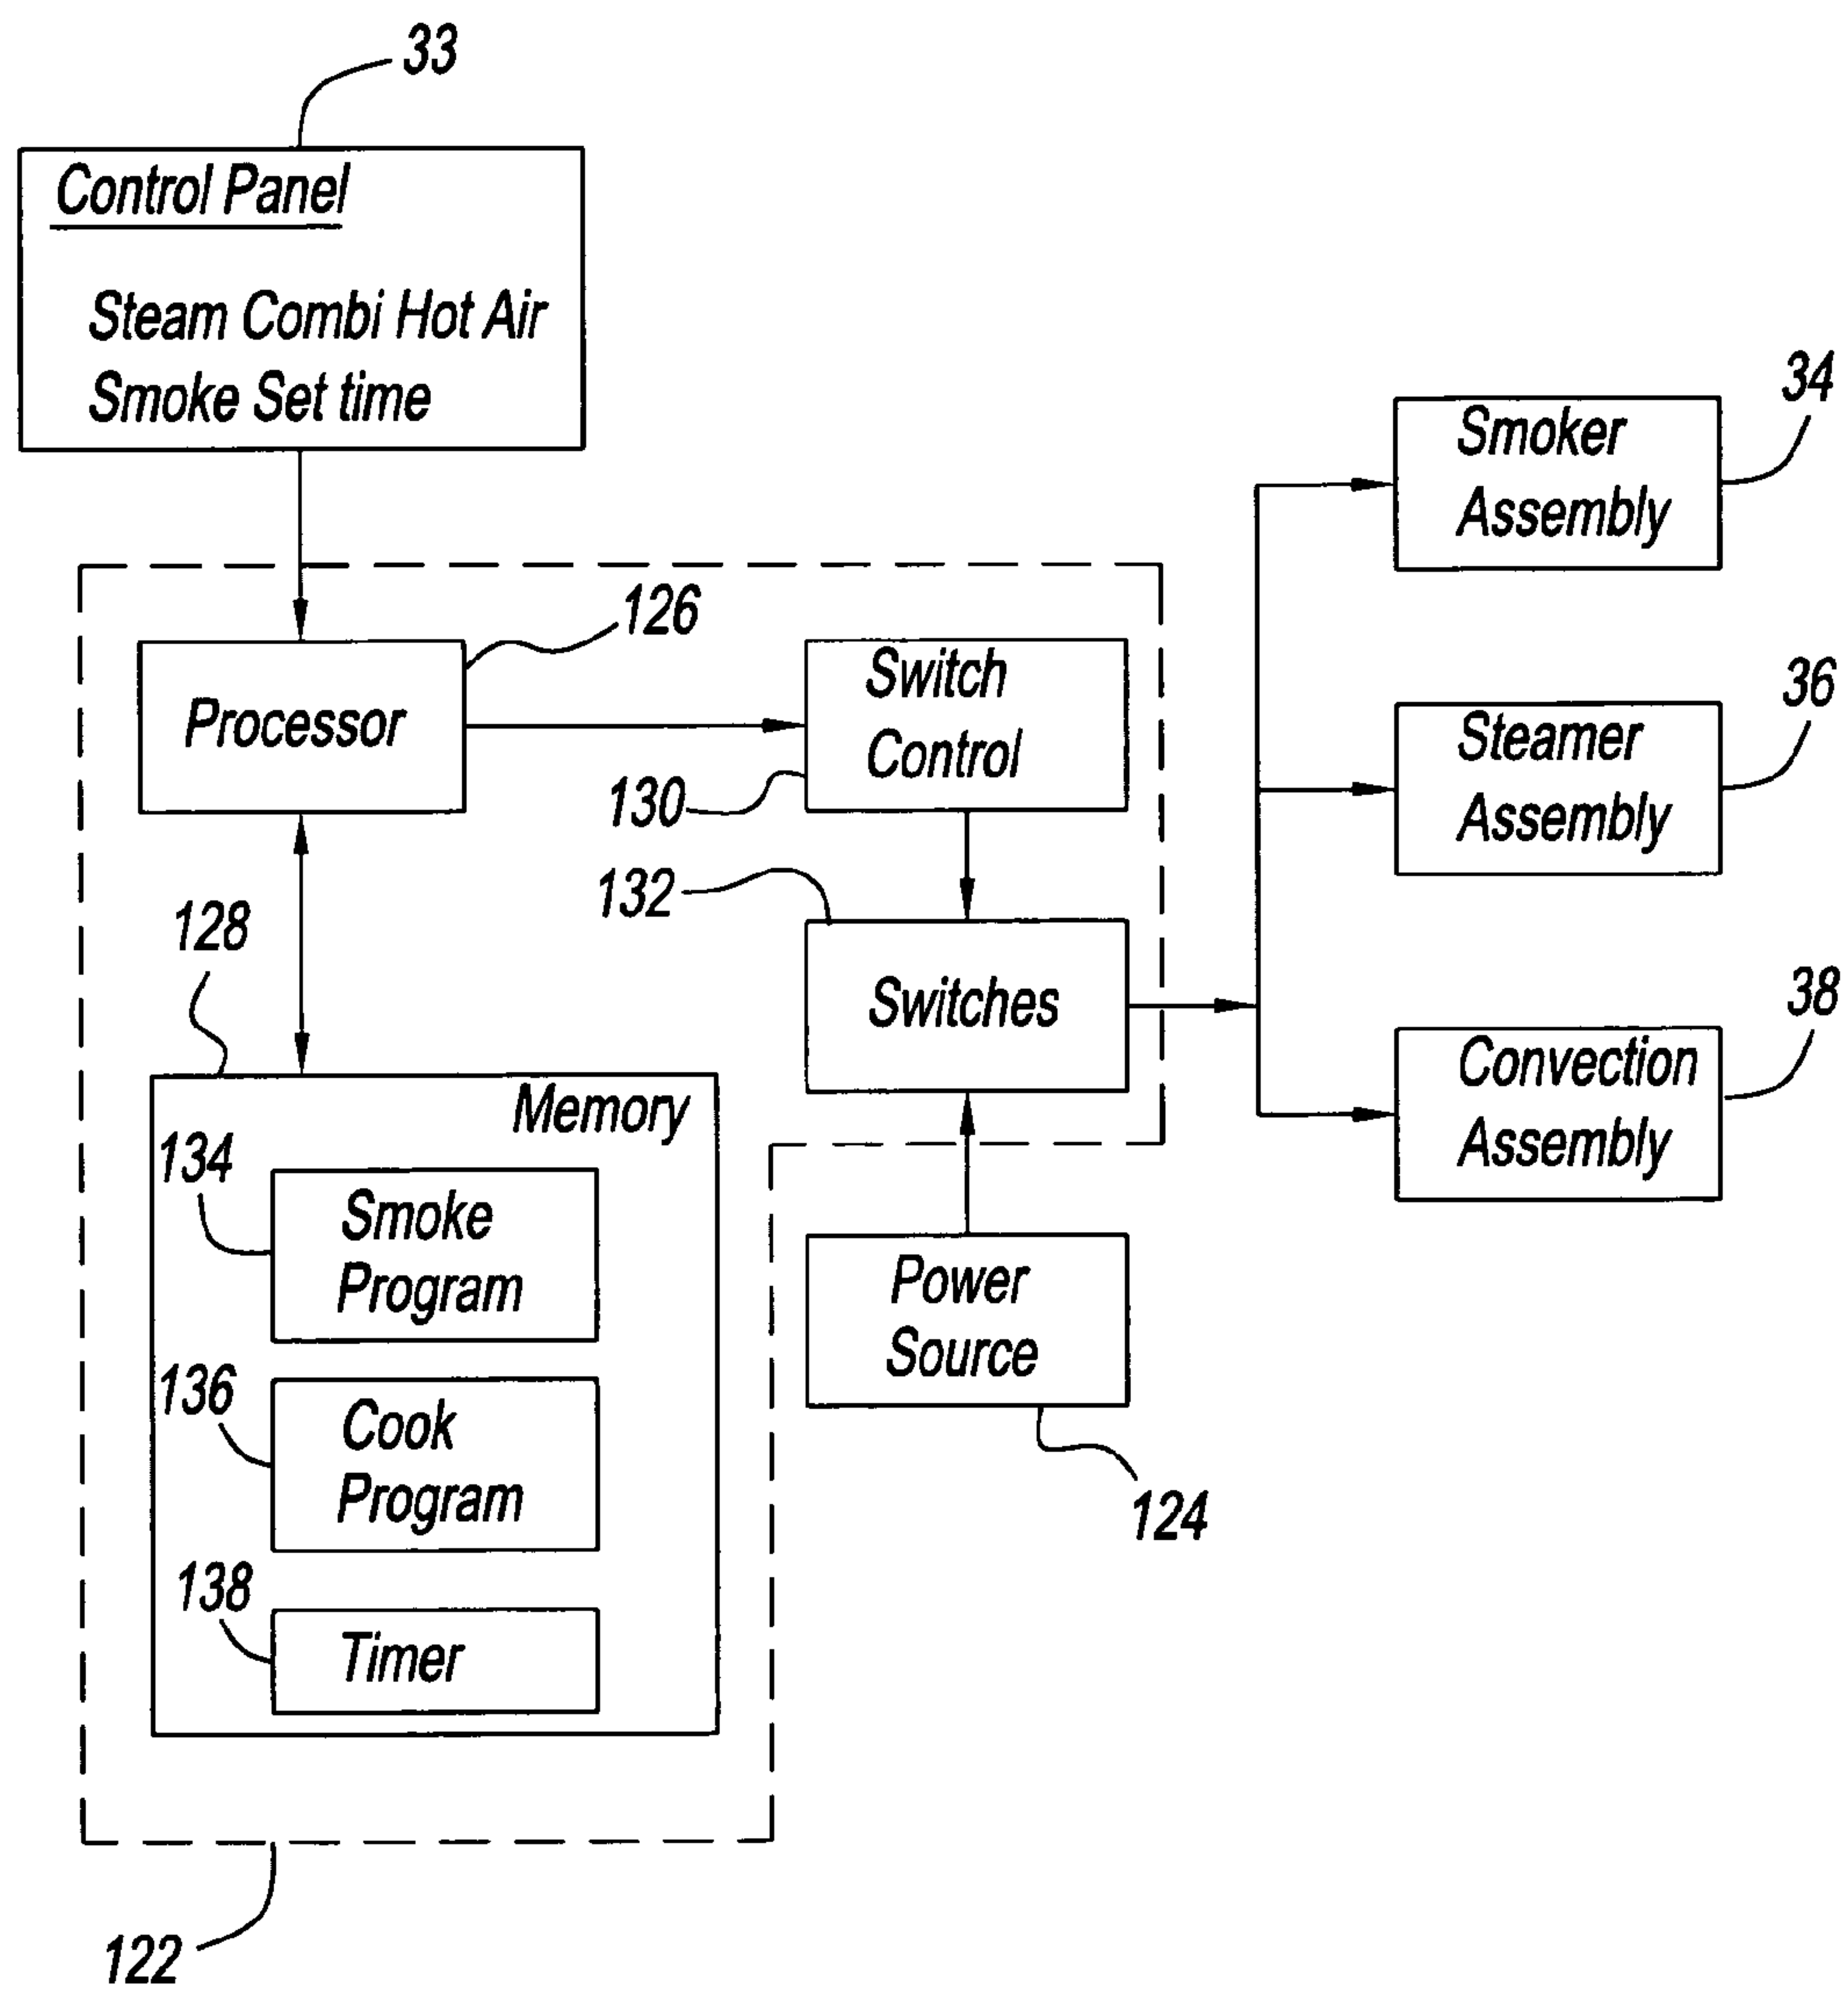 33
Control Panel
Steam Combi Hot Air
Smoke Set time
34
Smoker
Assembly
126
Processor
Switch
Control
130
36
Steamer
Assembly
132
Switches
128
Memory
38
Convection
Assembly
134
Smoke
Program
Power
Source
124
136
Cook
Program
138
Timer
122